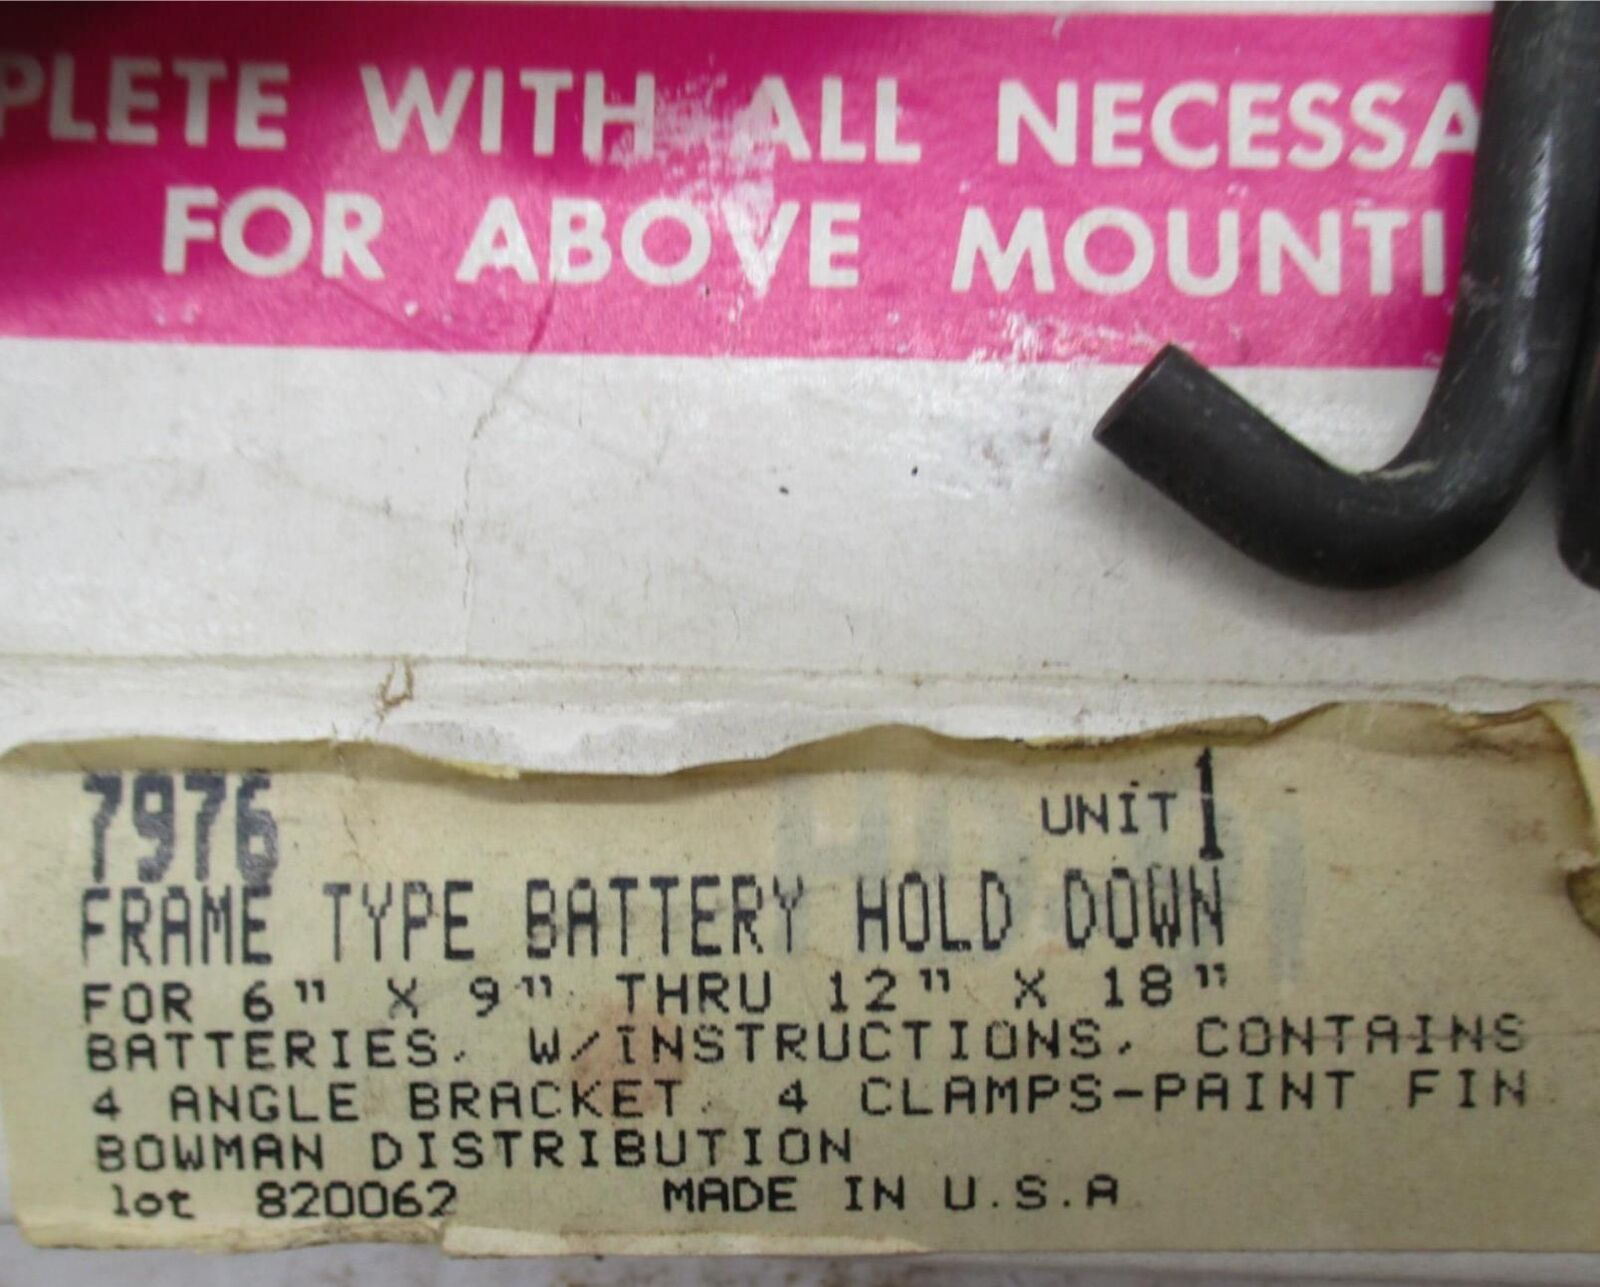 PLETE WITH ALL NECESSA
FOR ABOVE MOUNTI
7976 UNIT 1
FRAME TYPE BATTERY HOLD DOWN
FOR 6" X 9" THRU 12" X 18"
BATTERIES. W/INSTRUCTIONS. CONTAINS
4 ANGLE BRACKET. 4 CLAMPS-PAINT FIN
BOWMAN DISTRIBUTION
lot 820062 MADE IN U.S.A